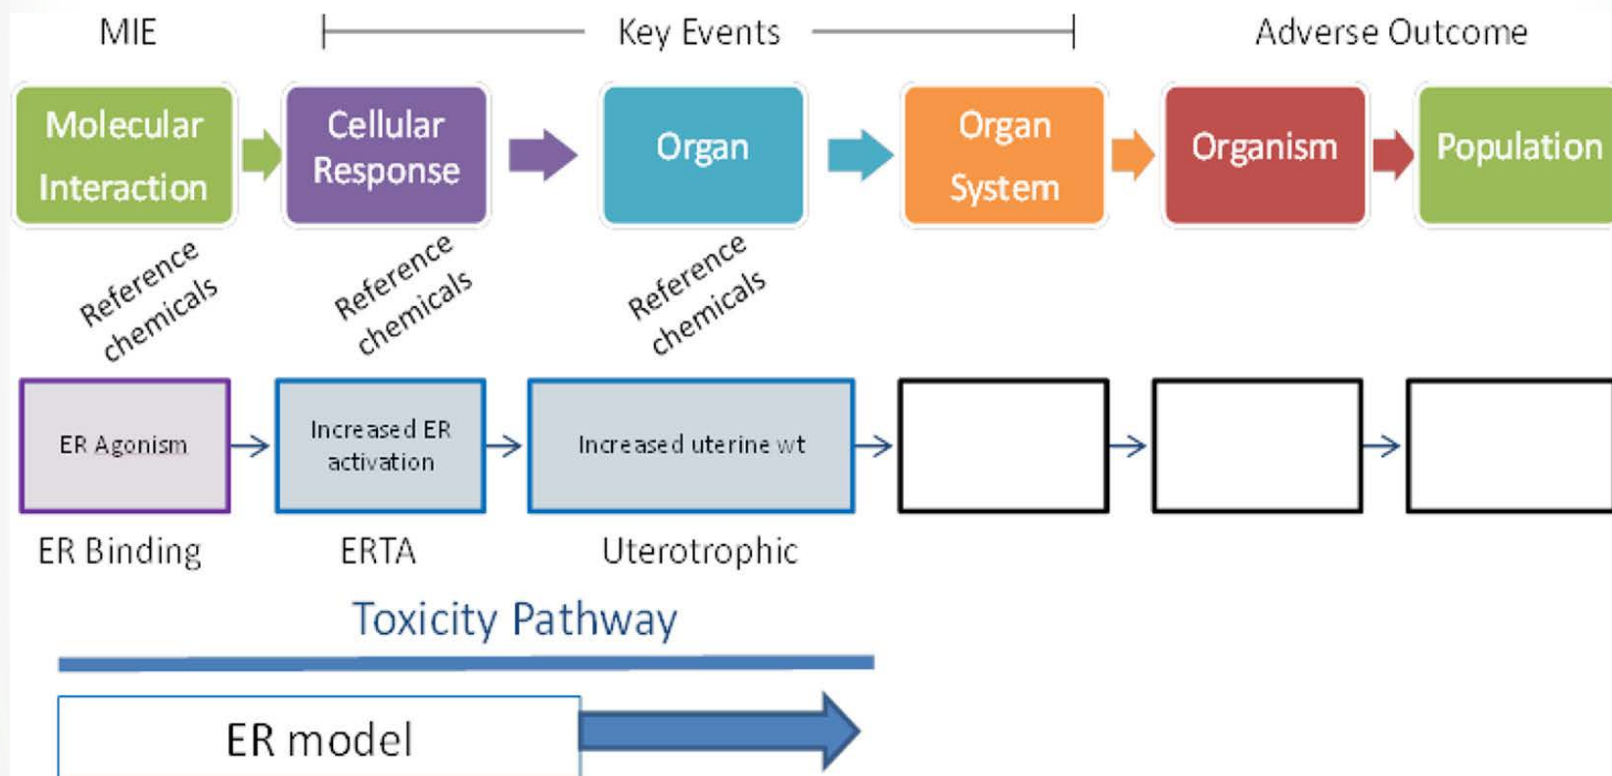 MIE
Key Events
Adverse Outcome
Molecular
Interaction
Cellular
Response
Organ
Organ
System
Organism
Population
Reference
chemicals
Reference
chemicals
Reference
chemicals
ER Agonism
Increased ER
activation
Increased uterine wt
ER Binding
ERTA
Uterotrophic
Toxicity Pathway
ER model